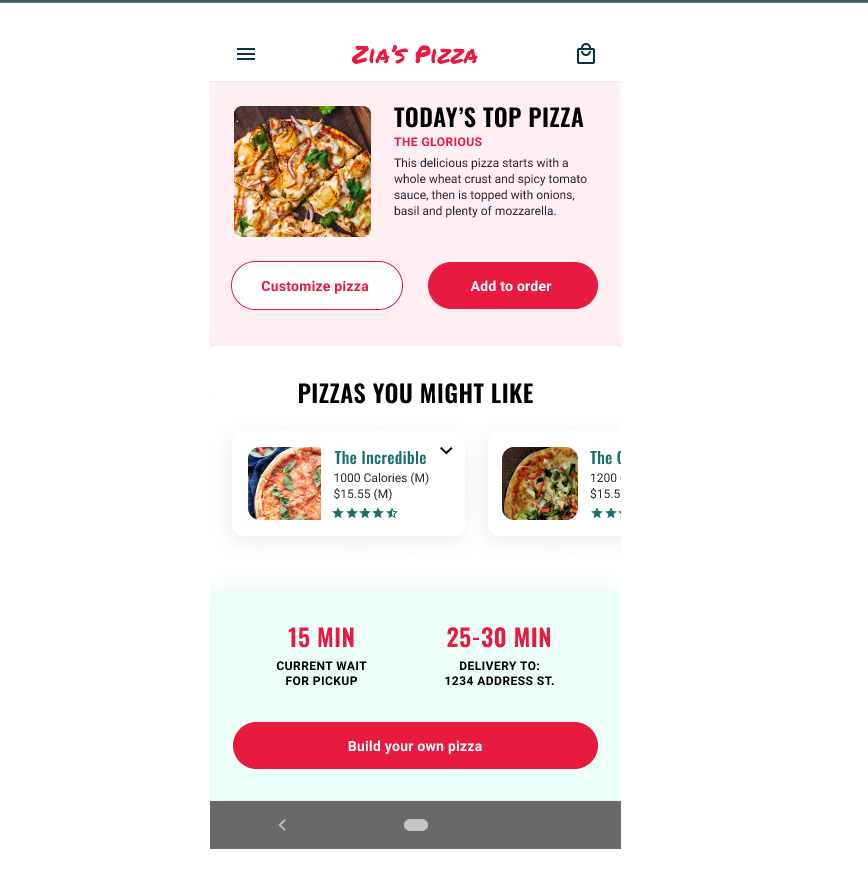 Zia's Pizza
TODAY'S TOP PIZZA
THE GLORIOUS
This delicious pizza starts with a
whole wheat crust and spicy tomato
sauce, then is topped with onions,
basil and plenty of mozzarella.
Customize pizza
Add to order
PIZZAS YOU MIGHT LIKE
The Incredible
1000 Calories (M)
$15.55 (M)
The
1200
$15.5
15 MIN
CURRENT WAIT
FOR PICKUP
25-30 MIN
DELIVERY TO:
1234 ADDRESS ST.
Build your own pizza